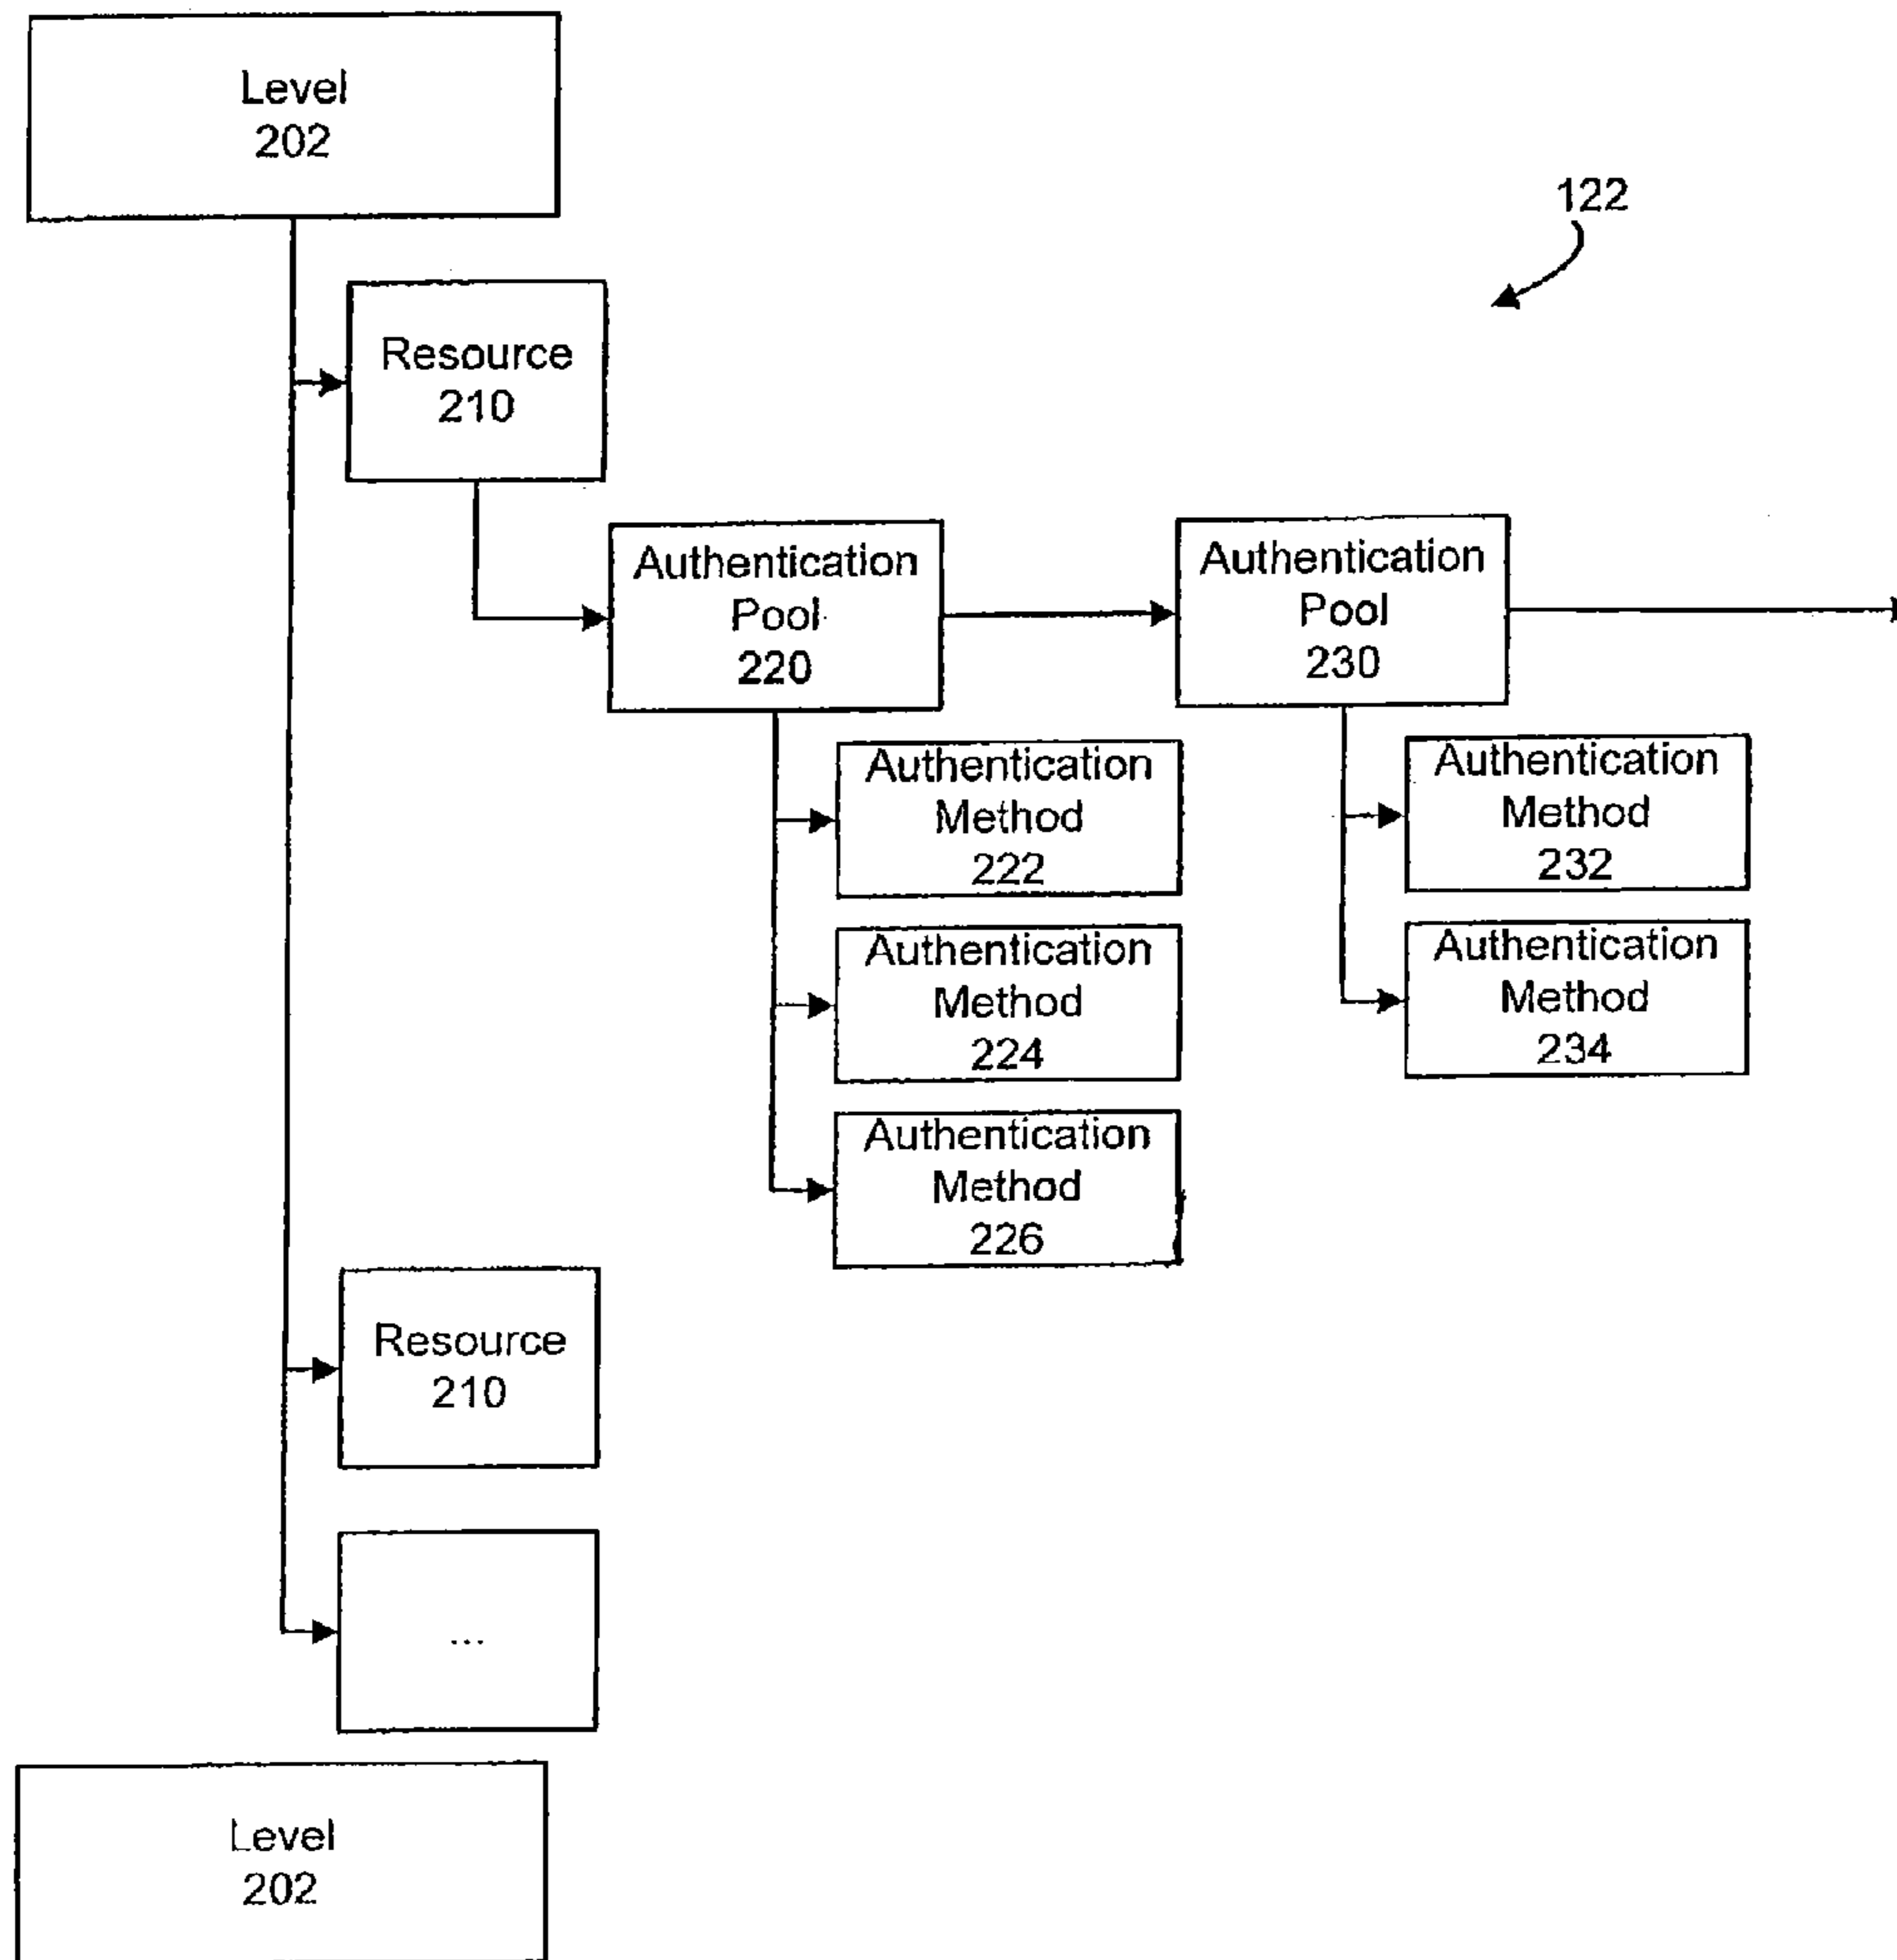 Level
202
122
Resource
210
Authentication
Pool
220
Authentication
Pool
230
Authentication
Method
222
Authentication
Method
232
Authentication
Method
224
Authentication
Method
234
Authentication
Method
226
Resource
210
...
Level
202